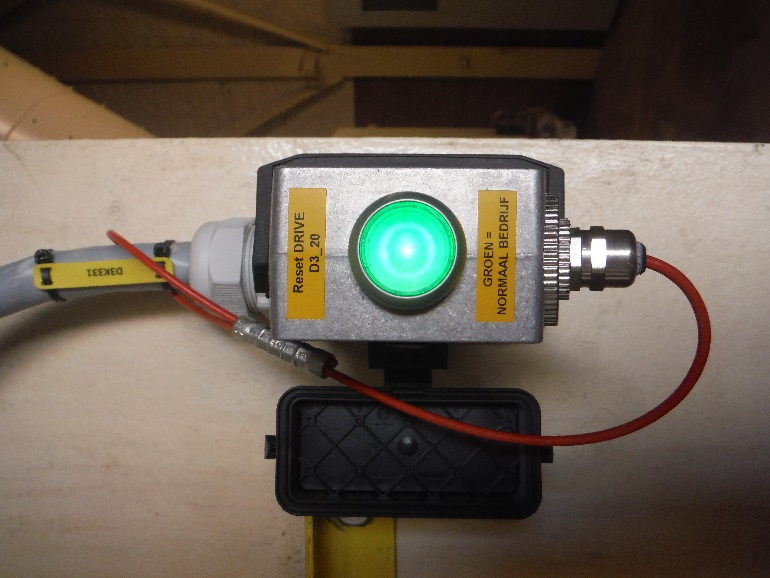 Reset DRIVE
D3_20
GROEN =
NORMAAL BEDRIJF
D3K331